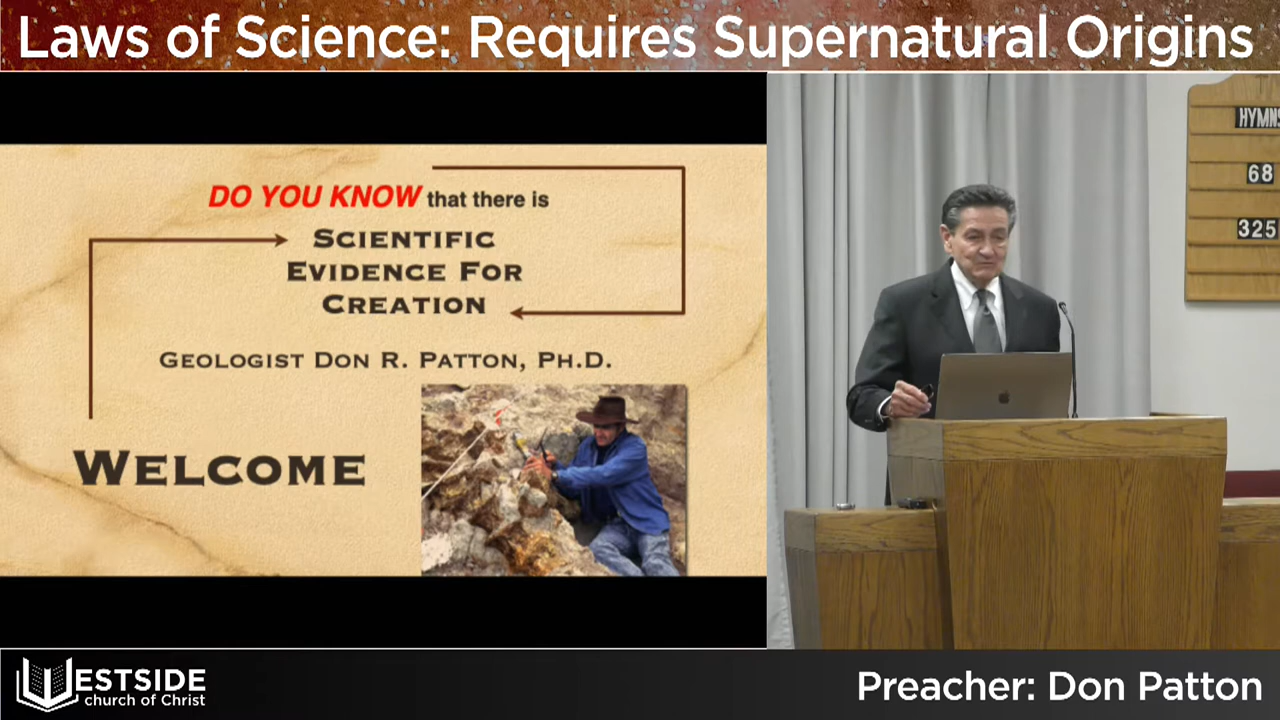 Laws of Science: Requires Supernatural Origins
DO YOU KNOW that there is
SCIENTIFIC
EVIDENCE FOR
CREATION
GEOLOGIST DON R. PATTON, PH.D.
WELCOME
HYMNS
68
325
WESTSIDE
church of Christ
Preacher: Don Patton